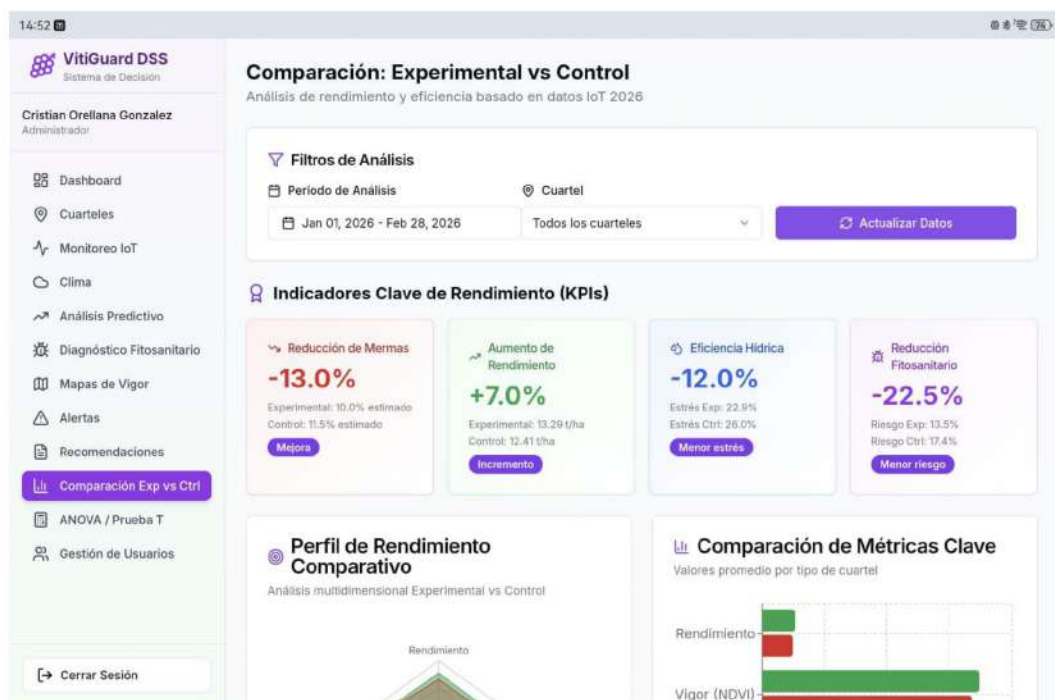 14:52
76
VitiGuard DSS
Sistema de Decisión
Cristian Orellana Gonzalez
Administrador
Dashboard
Cuarteles
Monitoreo IoT
Clima
Análisis Predictivo
Diagnóstico Fitosanitario
Mapas de Vigor
Alertas
Recomendaciones
Comparación Exp vs Ctrl
ANOVA / Prueba T
Gestión de Usuarios
Cerrar Sesión
Comparación: Experimental vs Control
Análisis de rendimiento y eficiencia basado en datos IoT 2026
Filtros de Análisis
Período de Análisis
Cuartel
Jan 01, 2026 - Feb 28, 2026
Todos los cuarteles
Actualizar Datos
Indicadores Clave de Rendimiento (KPIs)
Reducción de Mermas
-13.0%
Experimental: 10.0% estimado
Control: 11.5% estimado
Mejora
Aumento de
Rendimiento
+7.0%
Experimental: 13.29 t/ha
Control: 12.41 t/ha
Incremento
Eficiencia Hídrica
-12.0%
Estrés Exp: 22.9%
Estrés Ctrl: 26.0%
Menor estrés
Reducción
Fitosanitario
-22.5%
Riesgo Exp: 13.5%
Riesgo Ctrl: 17.4%
Menor riesgo
Perfil de Rendimiento
Comparativo
Análisis multidimensional Experimental vs Control
Rendimiento
Comparación de Métricas Clave
Valores promedio por tipo de cuartel
Rendimiento
Vigor (NDVI)